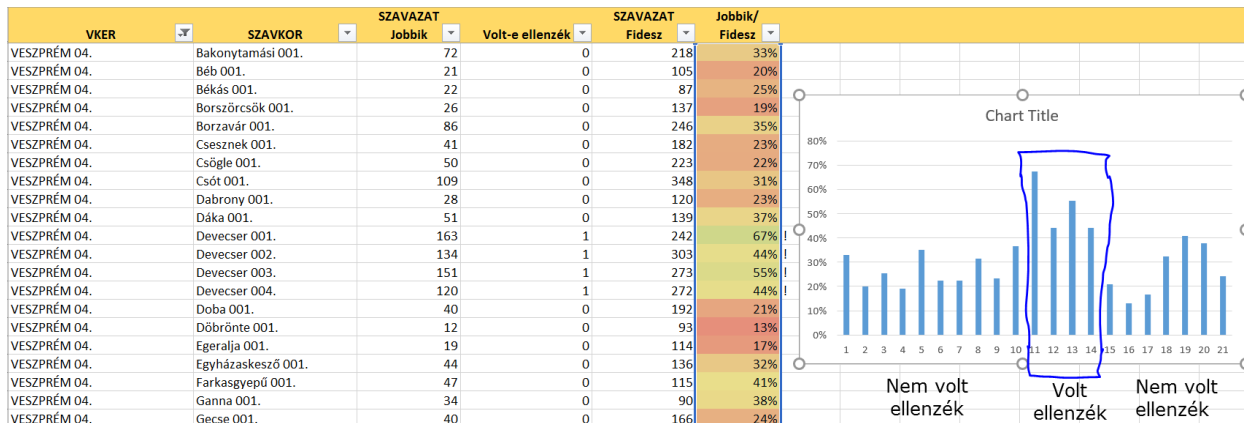 VKER SZAVKOR SZAVAZAT Jobbik Volt-e ellenzék SZAVAZAT Fidesz Jobbik/ Fidesz
VESZPRÉM 04. Bakonytamási 001. 72 0 218 33%
VESZPRÉM 04. Béb 001. 21 0 105 20%
VESZPRÉM 04. Békás 001. 22 0 87 25%
VESZPRÉM 04. Borszörcsök 001. 26 0 137 19%
VESZPRÉM 04. Borzavár 001. 86 0 246 35%
VESZPRÉM 04. Csesznek 001. 41 0 182 23%
VESZPRÉM 04. Csögle 001. 50 0 223 22%
VESZPRÉM 04. Csót 001. 109 0 348 31%
VESZPRÉM 04. Dabrony 001. 28 0 120 23%
VESZPRÉM 04. Dáka 001. 51 0 139 37%
VESZPRÉM 04. Devecser 001. 163 1 242 67% !
VESZPRÉM 04. Devecser 002. 134 1 303 44% !
VESZPRÉM 04. Devecser 003. 151 1 273 55% !
VESZPRÉM 04. Devecser 004. 120 1 272 44% !
VESZPRÉM 04. Doba 001. 40 0 192 21%
VESZPRÉM 04. Döbrönte 001. 12 0 93 13%
VESZPRÉM 04. Egeralja 001. 19 0 114 17%
VESZPRÉM 04. Egyházaskesző 001. 44 0 136 32%
VESZPRÉM 04. Farkasgyepű 001. 47 0 115 41%
VESZPRÉM 04. Ganna 001. 34 0 90 38%
VESZPRÉM 04. Gecse 001. 40 0 166 24%
Chart Title
80%
70%
60%
50%
40%
30%
20%
10%
0%
1 2 3 4 5 6 7 8 9 10 11 12 13 14 15 16 17 18 19 20 21
Nem volt
ellenzék
Volt
ellenzék
Nem volt
ellenzék